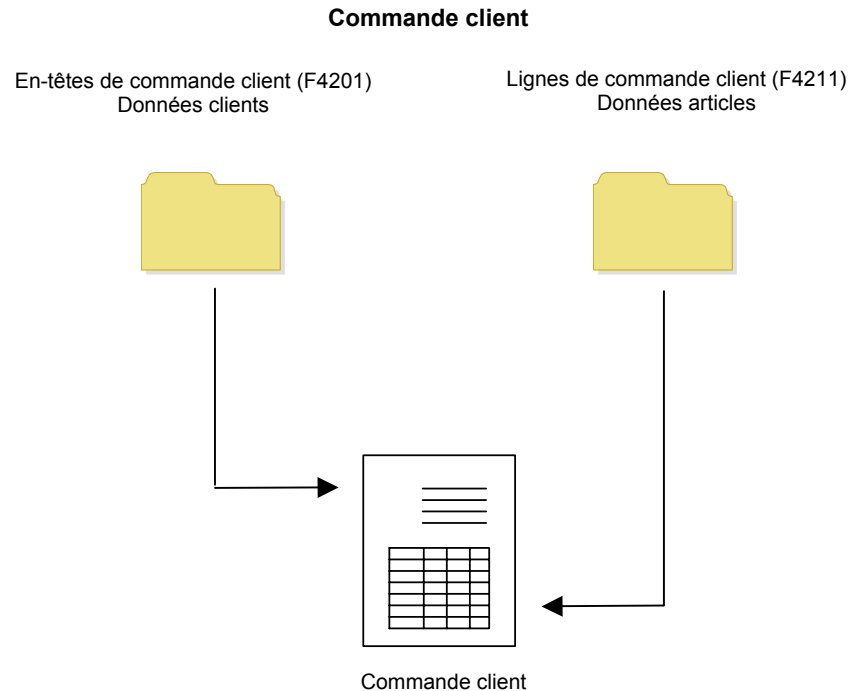 Commande client
En-têtes de commande client (F4201)
Données clients
Lignes de commande client (F4211)
Données articles
Commande client